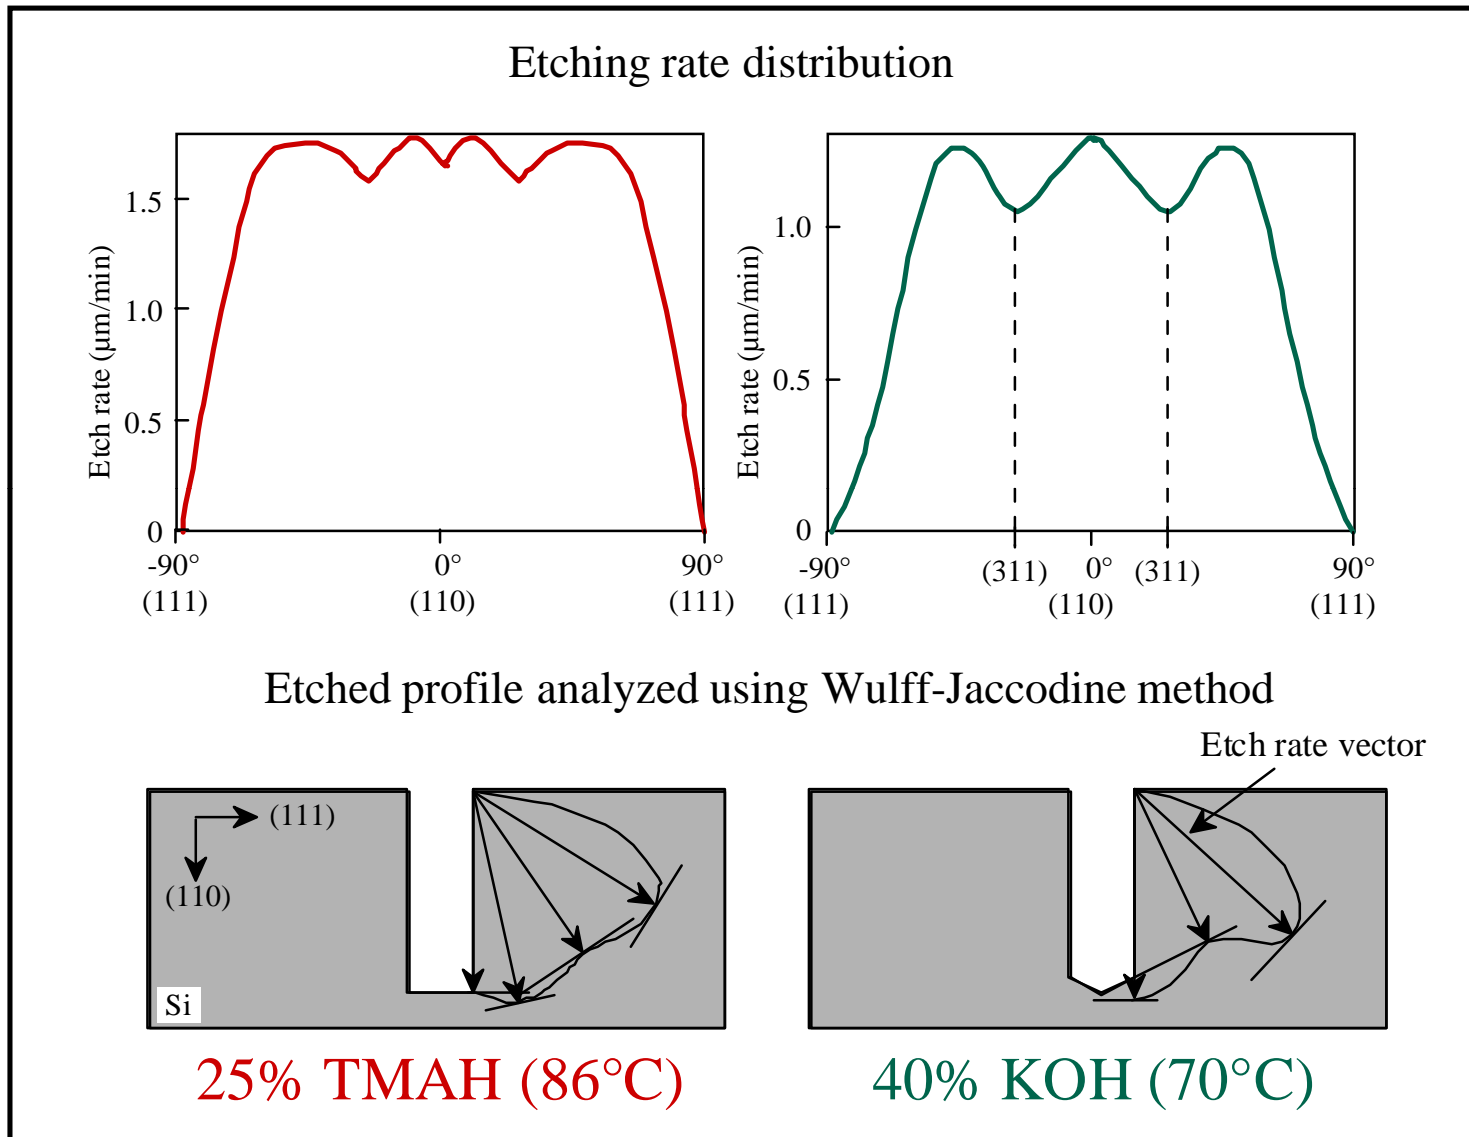 Etching rate distribution
Etch rate (μm/min)
1.5
1.0
0.5
0
-90° 0° 90°
(111) (110) (111)
Etch rate (μm/min)
1.0
0.5
0
-90° (311) 0° (311) 90°
(111) (110) (111)
Etched profile analyzed using Wulff-Jaccodine method
Etch rate vector
(111)
(110)
Si
25% TMAH (86°C)
40% KOH (70°C)